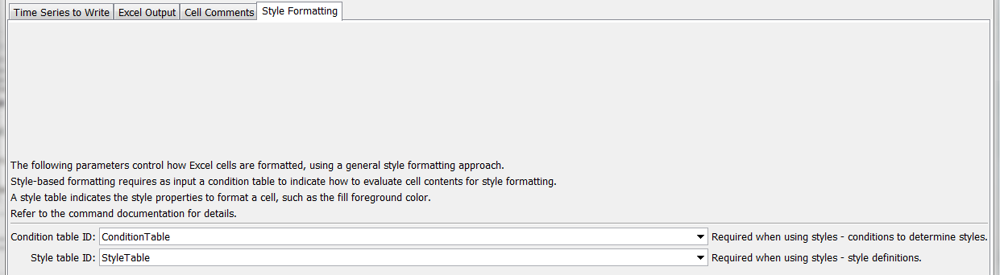 Time Series to Write Excel Output Cell Comments Style Formatting
The following parameters control how Excel cells are formatted, using a general style formatting approach.
Style-based formatting requires as input a condition table to indicate how to evaluate cell contents for style formatting.
A style table indicates the style properties to format a cell, such as the fill foreground color.
Refer to the command documentation for details.
Condition table ID: ConditionTable Required when using styles - conditions to determine styles.
Style table ID: StyleTable Required when using styles - style definitions.